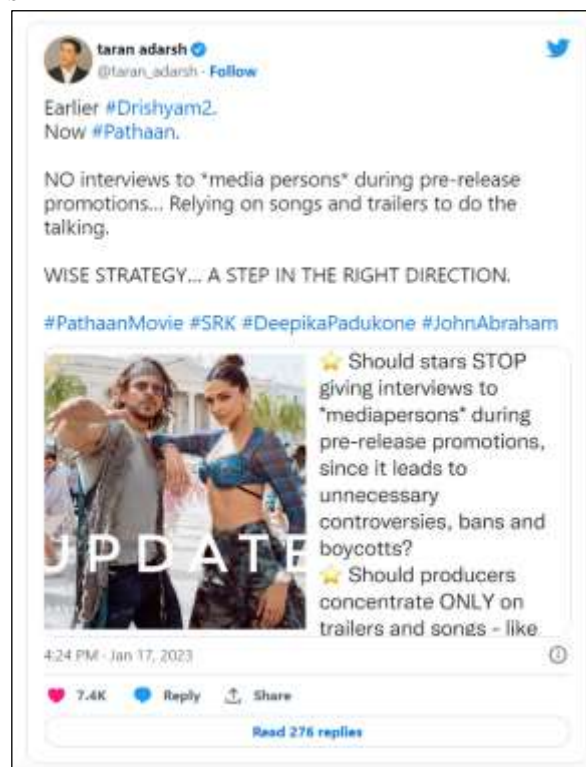 taran adarsh
@taran_adarsh · Follow
Earlier #Drishyam2.
Now #Pathaan.
NO interviews to *media persons* during pre-release
promotions... Relying on songs and trailers to do the
talking.
WISE STRATEGY... A STEP IN THE RIGHT DIRECTION.
#PathaanMovie #SRK #DeepikaPadukone #JohnAbraham
UPDATE
⭐ Should stars STOP
giving interviews to
*mediapersons* during
pre-release promotions,
since it leads to
unnecessary
controversies, bans and
boycotts?
⭐ Should producers
concentrate ONLY on
trailers and songs - like
4:24 PM · Jan 17, 2023
7.4K Reply Share
Read 276 replies